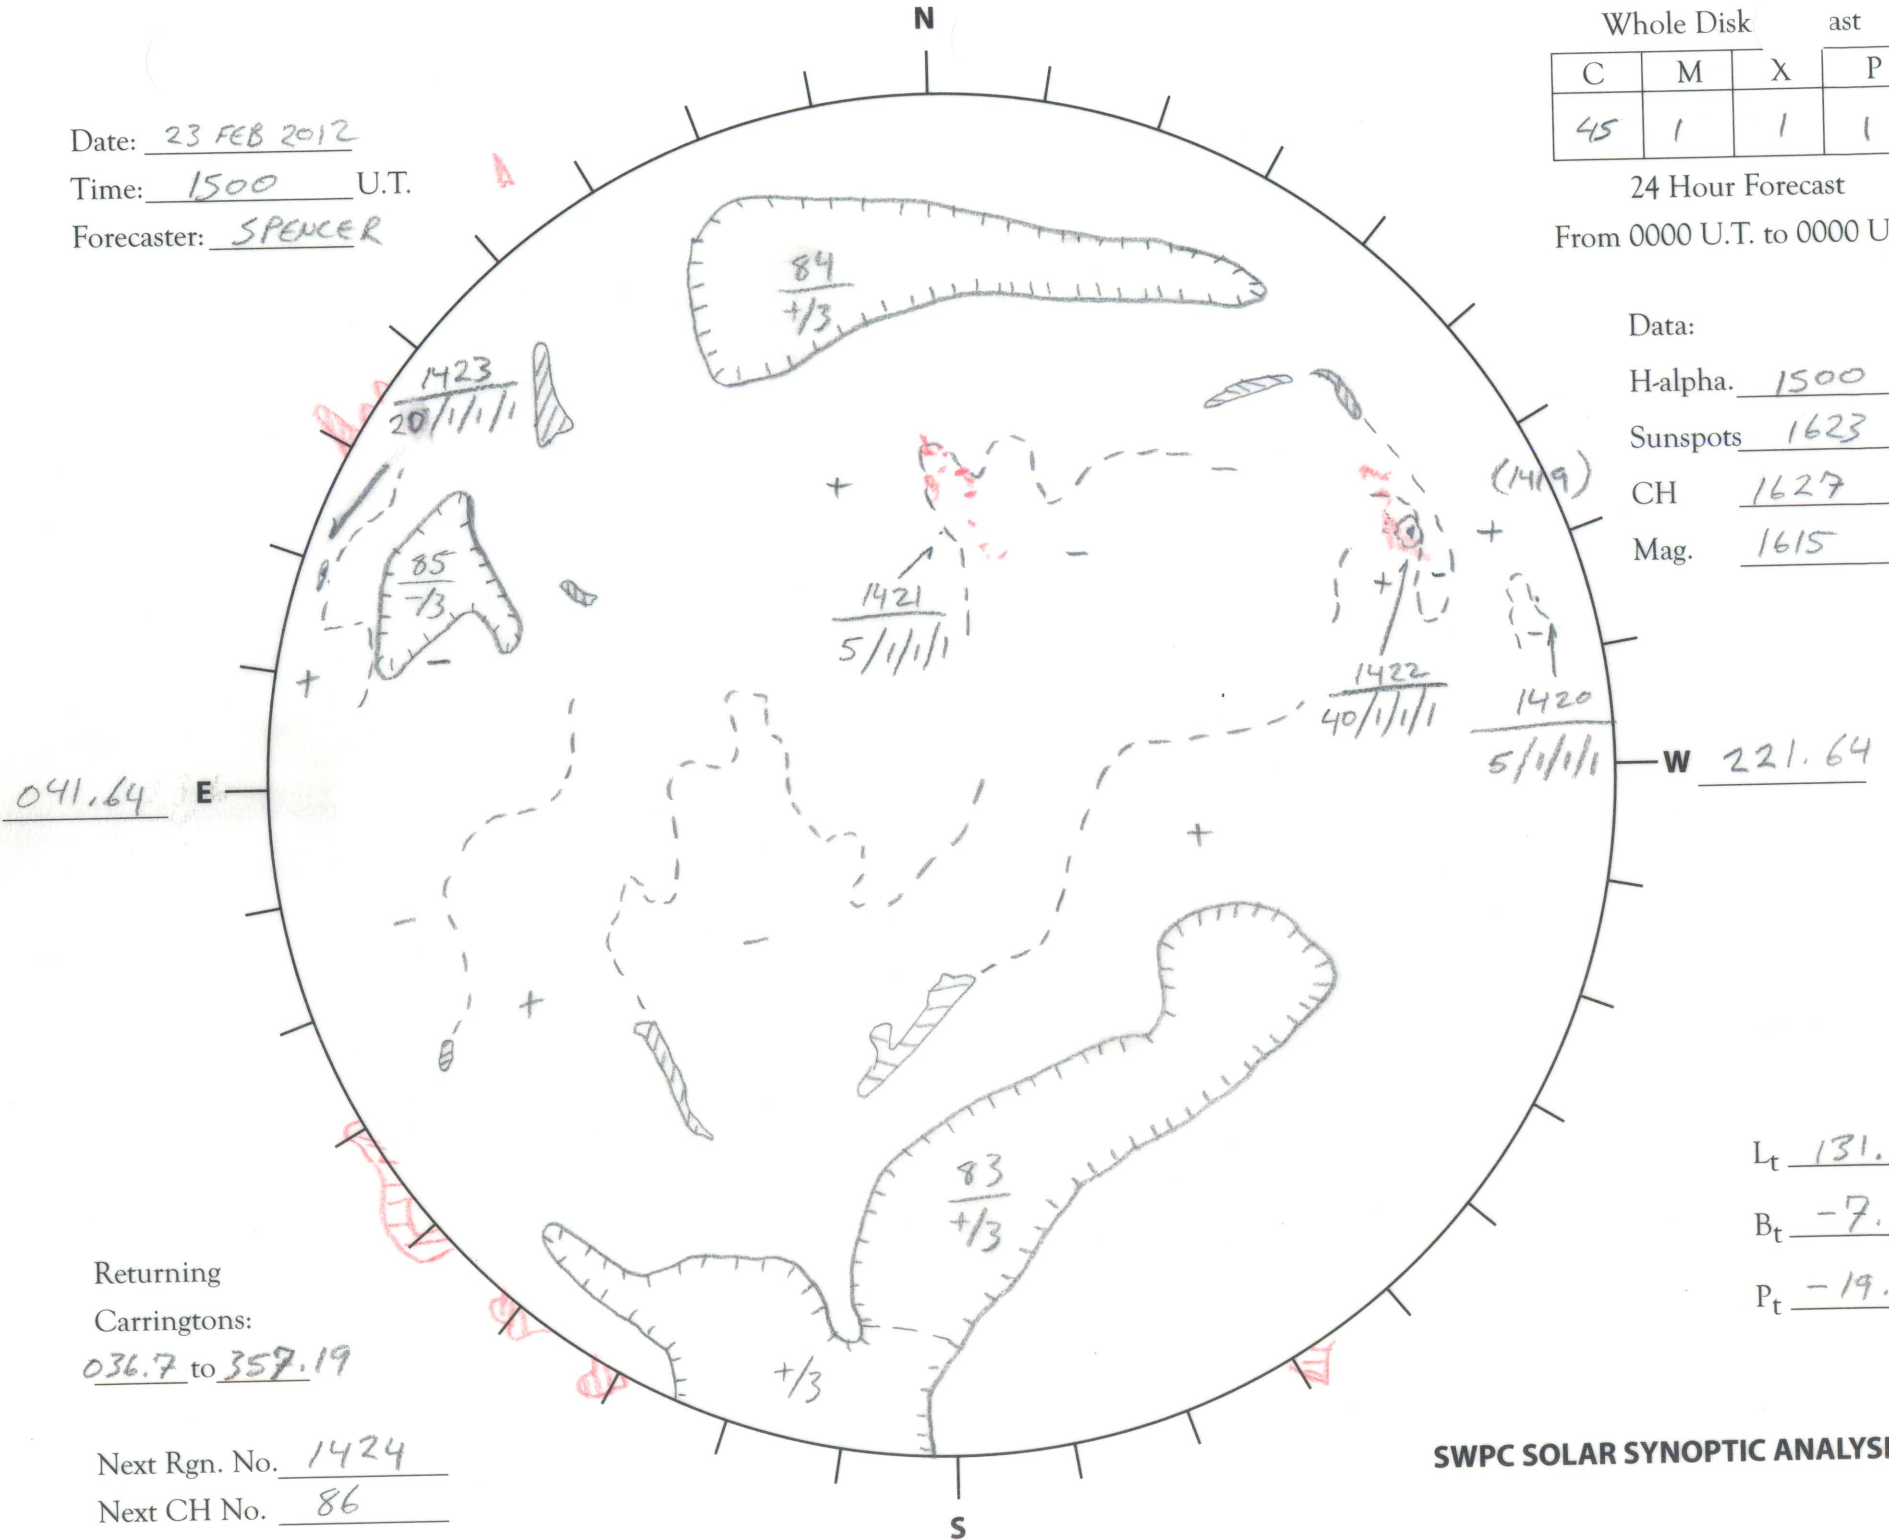 N
Whole Disk ast
C M X P
45 1 1 1
24 Hour Forecast
From 0000 U.T. to 0000 U
Date: 23 FEB 2012
Time: 1500 U.T.
Forecaster: SPENCER
84
+/3
Data:
H-alpha. 1500
Sunspots 1623
CH 1627
Mag. 1615
1423
20/1/1/1
(1419)
+
+
85
-/3
-
-
+
+
-
-
1421
5/1/1/1
1422
40/1/1/1
1420
5/1/1/1
041.64 E
W 221.64
+
-
-
+
83
+/3
+/3
Lt 131.
Bt -7.
Pt -19.
Returning
Carringtons:
036.7 to 357.19
Next Rgn. No. 1424
Next CH No. 86
SWPC SOLAR SYNOPTIC ANALYSI
S